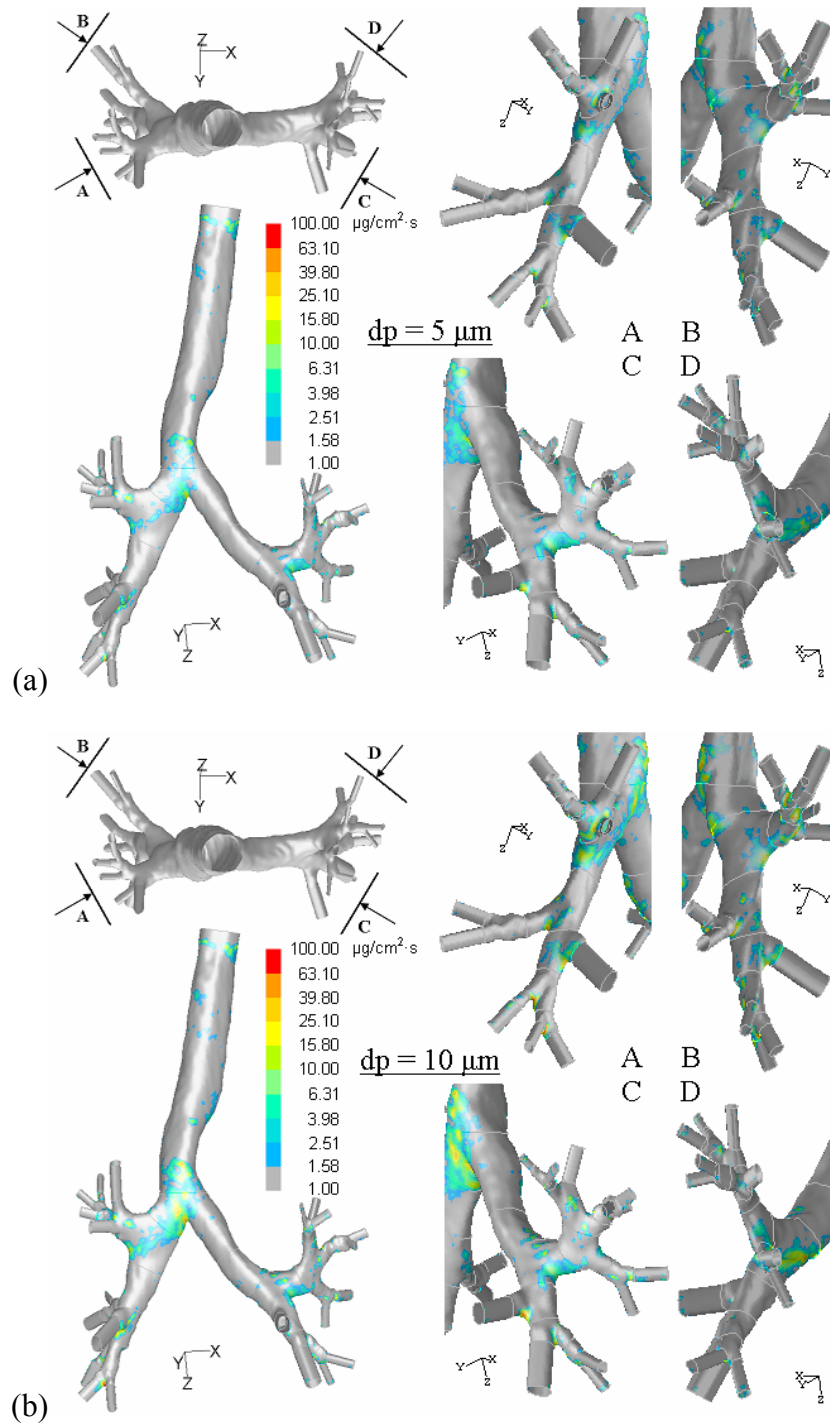 (a)
B
D
A
C
Z
X
Y
100.00 µg/cm²·s
63.10
39.80
25.10
15.80
10.00
6.31
3.98
2.51
1.58
1.00
dp = 5 µm
A B
C D
X
Y
Z
X
Y
Z
Y
X
Z
Y
X
Z
X
Y
Z
(b)
B
D
A
C
Z
X
Y
100.00 µg/cm²·s
63.10
39.80
25.10
15.80
10.00
6.31
3.98
2.51
1.58
1.00
dp = 10 µm
A B
C D
X
Y
Z
X
Y
Z
Y
X
Z
Y
X
Z
X
Y
Z